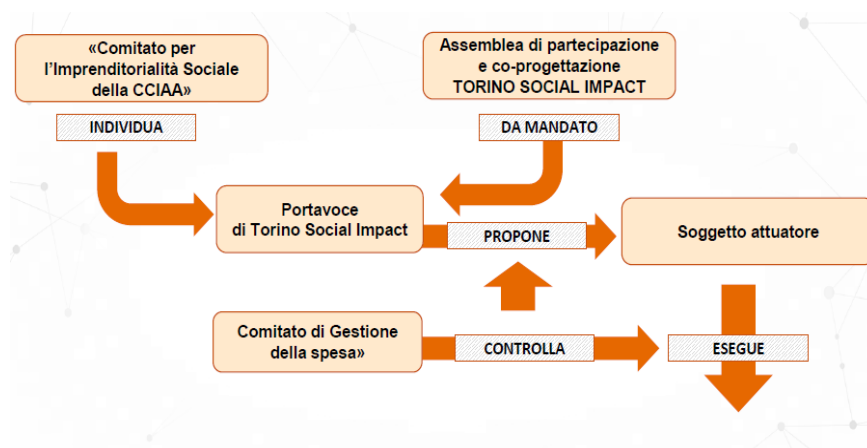 «Comitato per
l'Imprenditorialità Sociale
della CCIAA»
Assemblea di partecipazione
e co-progettazione
TORINO SOCIAL IMPACT
INDIVIDUA
DA MANDATO
Portavoce
di Torino Social Impact
PROPONE
Soggetto attuatore
Comitato di Gestione
della spesa»
CONTROLLA
ESEGUE